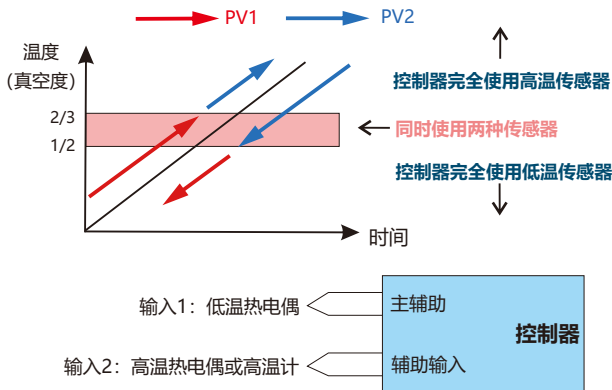 PV1
PV2
温度
(真空度)
控制器完全使用高温传感器
2/3
同时使用两种传感器
1/2
控制器完全使用低温传感器
时间
输入1：低温热电偶
主辅助
控制器
输入2：高温热电偶或高温计
辅助输入